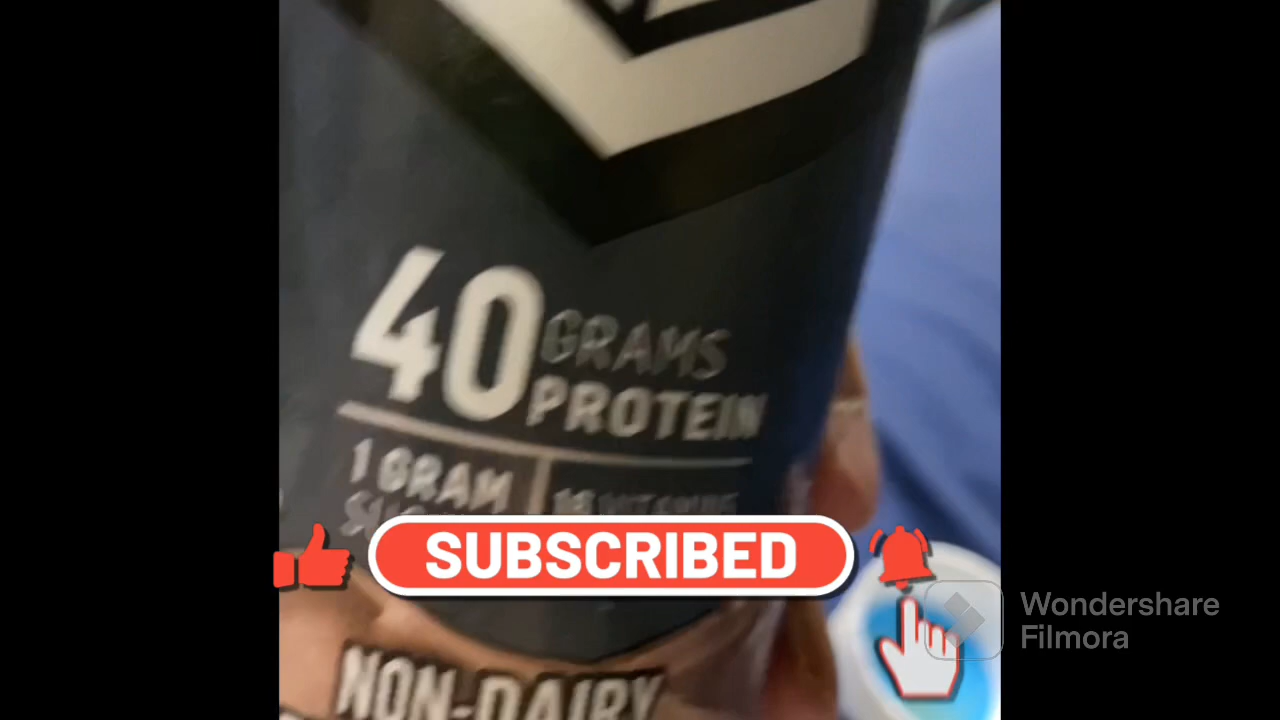 40 GRAMS
PROTEIN
1 GRAM
SUBSCRIBED
NON-DAIRY
Wondershare
Filmora